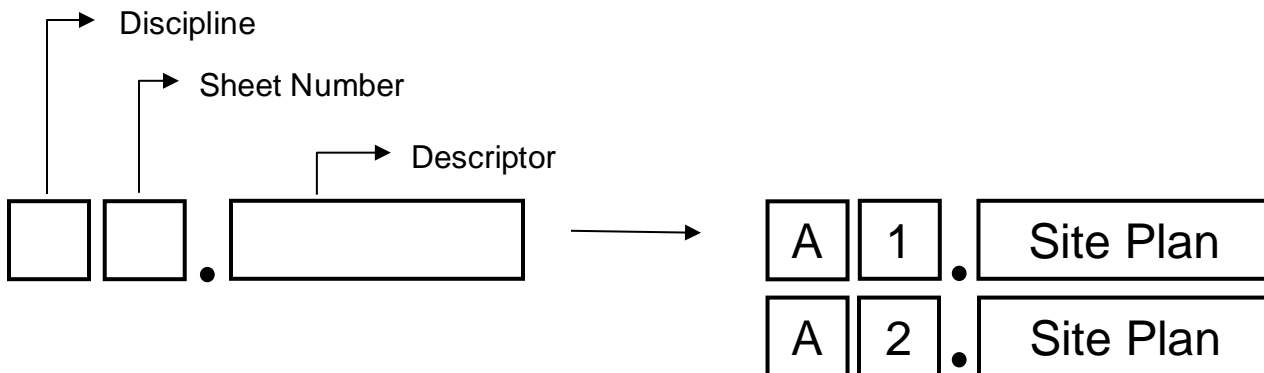 Discipline
Sheet Number
Descriptor
A 1 . Site Plan
A 2 . Site Plan